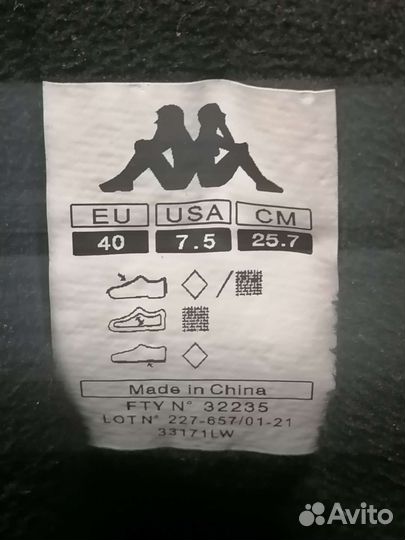 EU USA CM
40 7.5 25.7
Made in China
FTY N° 32235
LOT N° 227-657/01-21
33171LW
Avito